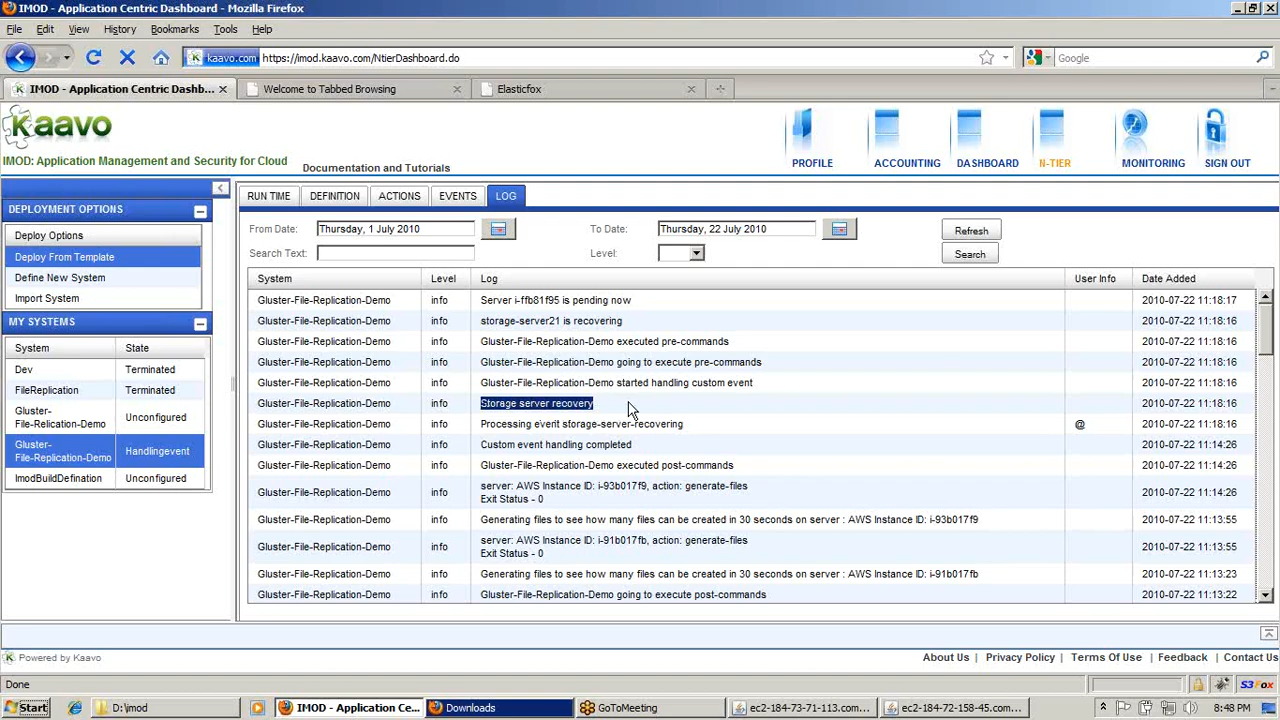 IMOD - Application Centric Dashboard - Mozilla Firefox
File Edit View History Bookmarks Tools Help
kaavo.com https://imod.kaavo.com/NtierDashboard.do Google
IMOD - Application Centric Dashb... Welcome to Tabbed Browsing Elasticfox
Kaavo
IMOD: Application Management and Security for Cloud
Documentation and Tutorials
PROFILE ACCOUNTING DASHBOARD N-TIER MONITORING SIGN OUT
DEPLOYMENT OPTIONS
Deploy Options
Deploy From Template
Define New System
Import System
MY SYSTEMS
System State
Dev Terminated
FileReplication Terminated
Gluster-
File-Relication-Demo Unconfigured
Gluster-
File-Replication-Demo Handlingevent
ImodBuildDefination Unconfigured
RUN TIME DEFINITION ACTIONS EVENTS LOG
From Date: Thursday, 1 July 2010 To Date: Thursday, 22 July 2010 Refresh
Search Text: Level: Search
System Level Log User Info Date Added
Gluster-File-Replication-Demo info Server i-ffb81f95 is pending now 2010-07-22 11:18:17
Gluster-File-Replication-Demo info storage-server21 is recovering 2010-07-22 11:18:16
Gluster-File-Replication-Demo info Gluster-File-Replication-Demo executed pre-commands 2010-07-22 11:18:16
Gluster-File-Replication-Demo info Gluster-File-Replication-Demo going to execute pre-commands 2010-07-22 11:18:16
Gluster-File-Replication-Demo info Gluster-File-Replication-Demo started handling custom event 2010-07-22 11:18:16
Gluster-File-Replication-Demo info Storage server recovery 2010-07-22 11:18:16
Gluster-File-Replication-Demo info Processing event storage-server-recovering @ 2010-07-22 11:18:16
Gluster-File-Replication-Demo info Custom event handling completed 2010-07-22 11:14:26
Gluster-File-Replication-Demo info Gluster-File-Replication-Demo executed post-commands 2010-07-22 11:14:26
Gluster-File-Replication-Demo info server: AWS Instance ID: i-93b017f9, action: generate-files 2010-07-22 11:14:26
Exit Status - 0
Gluster-File-Replication-Demo info Generating files to see how many files can be created in 30 seconds on server : AWS Instance ID: i-93b017f9 2010-07-22 11:13:55
Gluster-File-Replication-Demo info server: AWS Instance ID: i-91b017fb, action: generate-files 2010-07-22 11:13:55
Exit Status - 0
Gluster-File-Replication-Demo info Generating files to see how many files can be created in 30 seconds on server : AWS Instance ID: i-91b017fb 2010-07-22 11:13:23
Gluster-File-Replication-Demo info Gluster-File-Replication-Demo going to execute post-commands 2010-07-22 11:13:22
Powered by Kaavo About Us Privacy Policy Terms Of Use Feedback Contact Us
Done S3Fox
Start D:\imod IMOD - Application Ce... Downloads GoToMeeting ec2-184-73-71-113.com... ec2-184-72-158-45.com... 8:48 PM